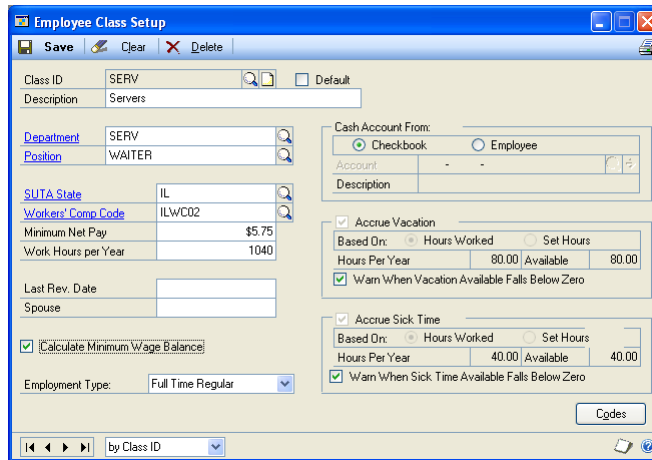 Employee Class Setup
Save Clear Delete
Class ID SERV Default
Description Servers
Department SERV
Position WAITER
SUTA State IL
Workers' Comp Code ILWC02
Minimum Net Pay $5.75
Work Hours per Year 1040
Last Rev. Date
Spouse
Calculate Minimum Wage Balance
Employment Type: Full Time Regular
Cash Account From:
Checkbook Employee
Account - -
Description
Accrue Vacation
Based On: Hours Worked Set Hours
Hours Per Year 80.00 Available 80.00
Warn When Vacation Available Falls Below Zero
Accrue Sick Time
Based On: Hours Worked Set Hours
Hours Per Year 40.00 Available 40.00
Warn When Sick Time Available Falls Below Zero
Codes
by Class ID